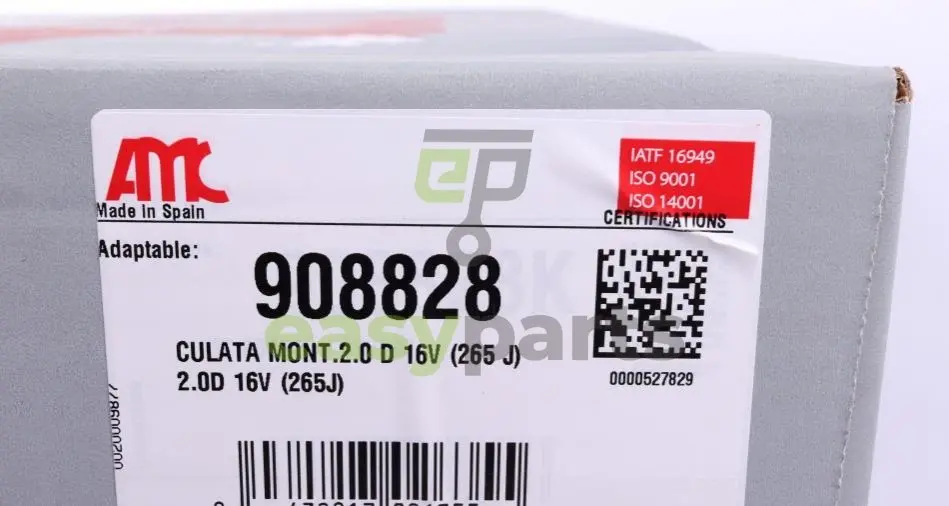 AMC
Made In Spain
IATF 16949
ISO 9001
ISO 14001
CERTIFICATIONS
Adaptable:
908828
easyparts
CULATA MONT.2.0 D 16V (265 J)
2.0D 16V (265J)
0000527829
ep